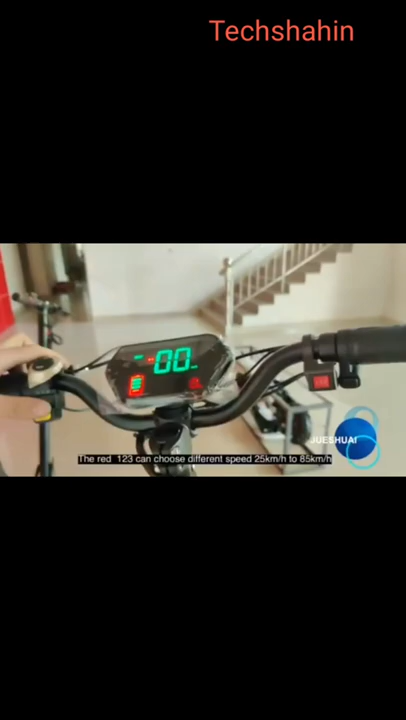 Techshahin
00
JUESHUAI
The red 123 can choose different speed 25km/h to 85km/h